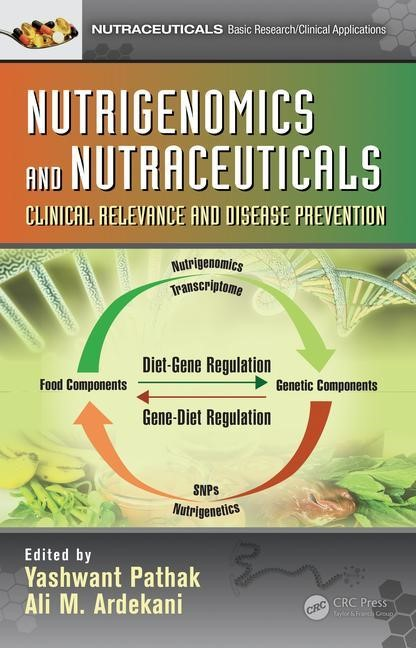 NUTRACEUTICALS Basic Research/Clinical Applications
NUTRIGENOMICS
AND NUTRACEUTICALS
CLINICAL RELEVANCE AND DISEASE PREVENTION
Nutrigenomics
Transcriptome
Diet-Gene Regulation
Food Components
Genetic Components
Gene-Diet Regulation
SNPs
Nutrigenetics
Edited by
Yashwant Pathak
Ali M. Ardekani
CRC CRC Press
Taylor & Francis Group